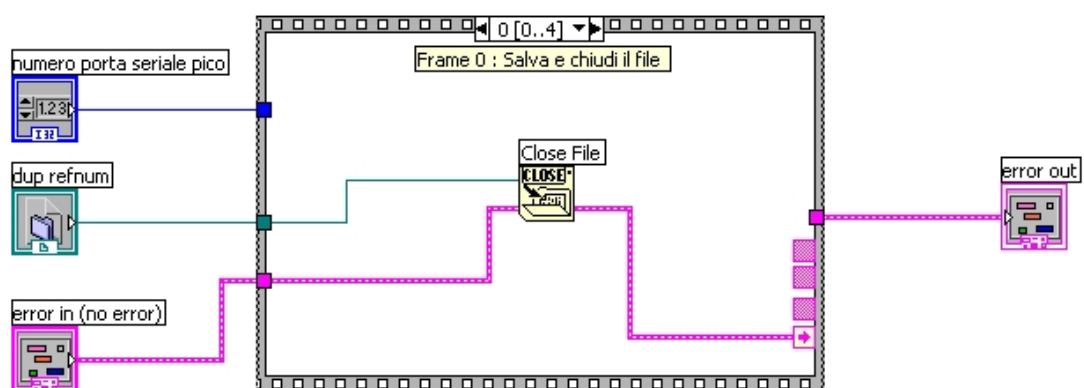 0 [0..4]
Frame 0 : Salva e chiudi il file
numero porta seriale pico
1.23
I32
Close File
CLOSE
dup refnum
error out
error in (no error)